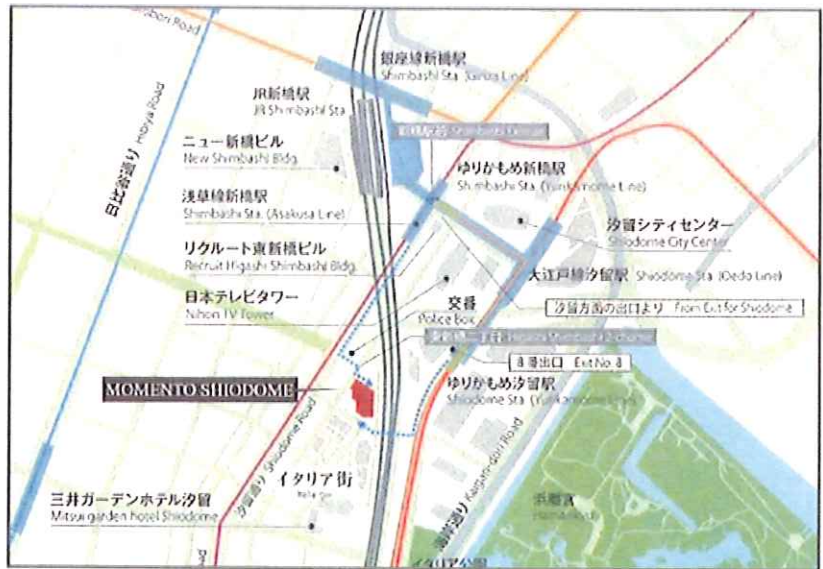 銀座線新橋駅
Shimbashi Sta. (Ginza Line)
JR新橋駅
JR Shimbashi Sta.
日比谷通り Hibiya Road
ニュー新橋ビル
New Shimbashi Bldg.
ゆりかもめ新橋駅
Shimbashi Sta. (Yurikamome Line)
浅草線新橋駅
Shimbashi Sta. (Asakusa Line)
汐留シティセンター
Shiodome City Center
リクルート東新橋ビル
Recruit Higashi Shimbashi Bldg.
大江戸線汐留駅 Shiodome Sta. (Oedo Line)
日本テレビタワー
Nihon TV Tower
交番
Police Box
汐留方面の出口より From Exit for Shiodome
8番出口 Exit No. 8
MOMENTO SHIODOME
ゆりかもめ汐留駅
Shiodome Sta. (Yurikamome Line)
汐留通り Shiodome Road
イタリア街
海岸通り Kaigan-dori Road
三井ガーデンホテル汐留
Mitsui garden hotel Shiodome
浜離宮
イタリア公園